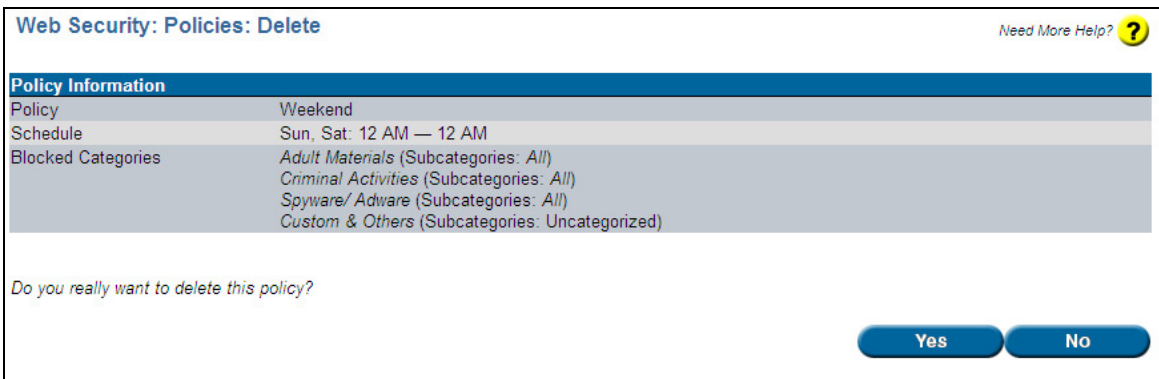 Web Security: Policies: Delete
Need More Help? ?
Policy Information
Policy Weekend
Schedule Sun, Sat: 12 AM — 12 AM
Blocked Categories Adult Materials (Subcategories: All)
Criminal Activities (Subcategories: All)
Spyware/ Adware (Subcategories: All)
Custom & Others (Subcategories: Uncategorized)
Do you really want to delete this policy?
Yes No